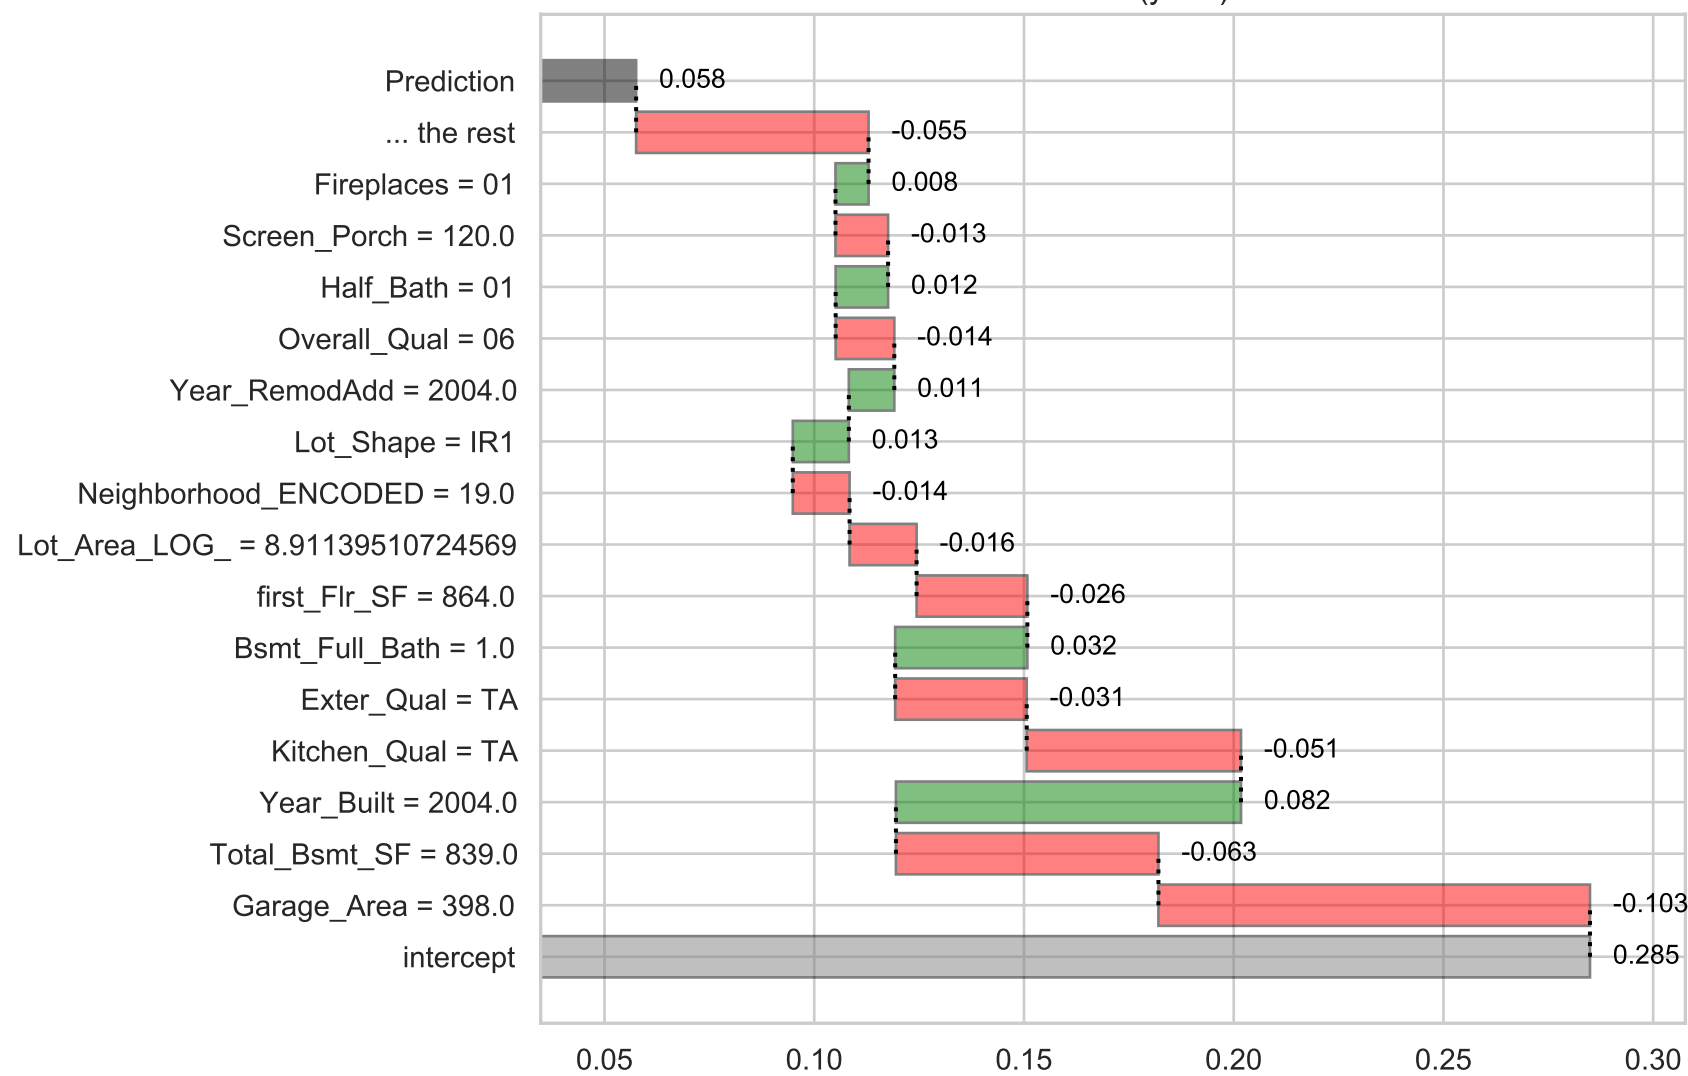 Prediction 0.058
... the rest -0.055
Fireplaces = 01 0.008
Screen_Porch = 120.0 -0.013
Half_Bath = 01 0.012
Overall_Qual = 06 -0.014
Year_RemodAdd = 2004.0 0.011
Lot_Shape = IR1 0.013
Neighborhood_ENCODED = 19.0 -0.014
Lot_Area_LOG_ = 8.91139510724569 -0.016
first_Flr_SF = 864.0 -0.026
Bsmt_Full_Bath = 1.0 0.032
Exter_Qual = TA -0.031
Kitchen_Qual = TA -0.051
Year_Built = 2004.0 0.082
Total_Bsmt_SF = 839.0 -0.063
Garage_Area = 398.0 -0.103
intercept 0.285
0.05 0.10 0.15 0.20 0.25 0.30